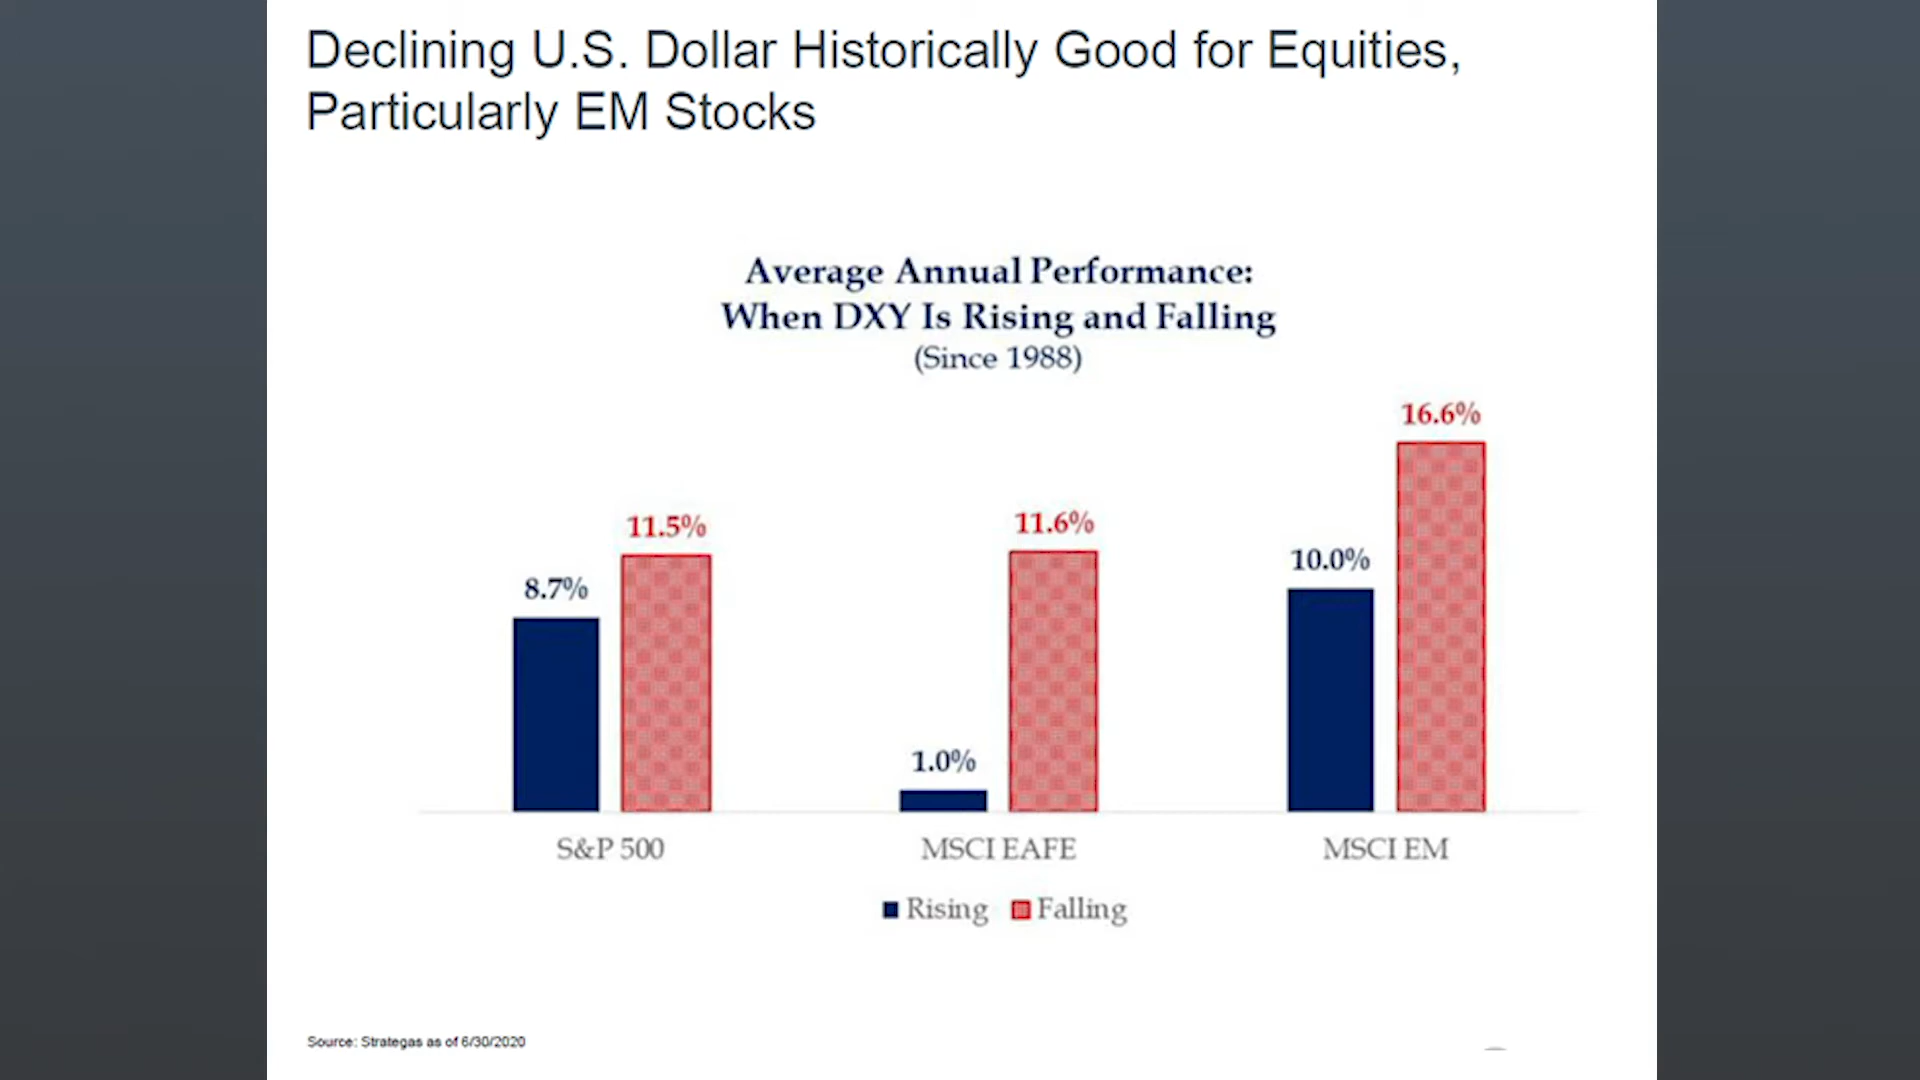 Declining U.S. Dollar Historically Good for Equities,
Particularly EM Stocks
Average Annual Performance:
When DXY Is Rising and Falling
(Since 1988)
8.7%
11.5%
1.0%
11.6%
10.0%
16.6%
S&P 500
MSCI EAFE
MSCI EM
Rising
Falling
Source: Strategas as of 6/30/2020